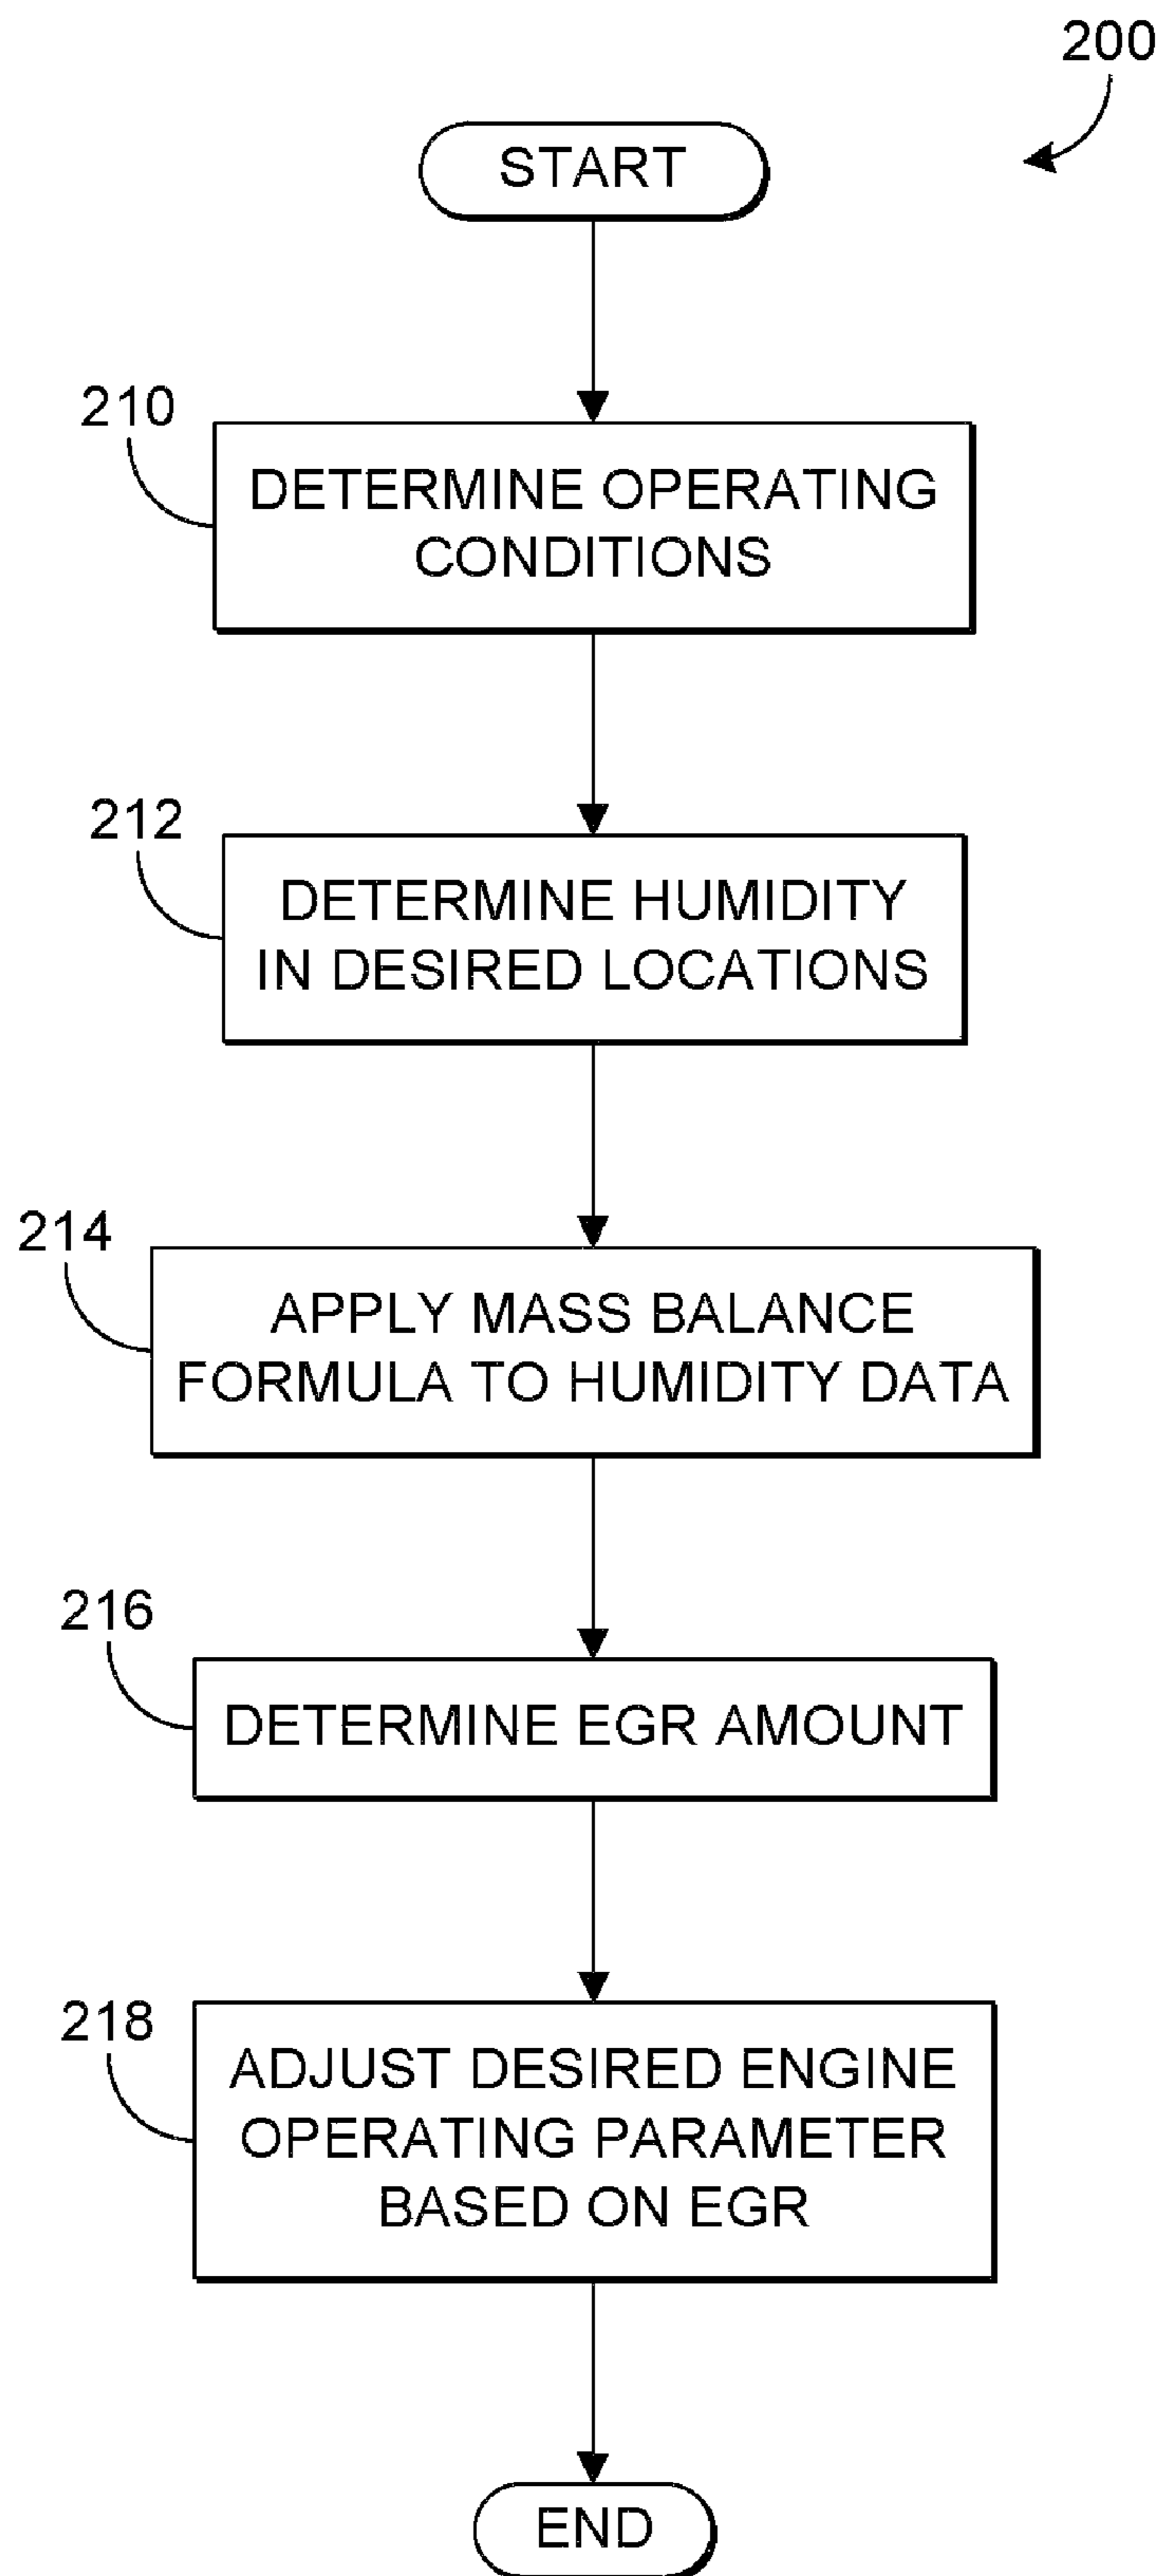 200
START
210
DETERMINE OPERATING
CONDITIONS
212
DETERMINE HUMIDITY
IN DESIRED LOCATIONS
214
APPLY MASS BALANCE
FORMULA TO HUMIDITY DATA
216
DETERMINE EGR AMOUNT
218
ADJUST DESIRED ENGINE
OPERATING PARAMETER
BASED ON EGR
END